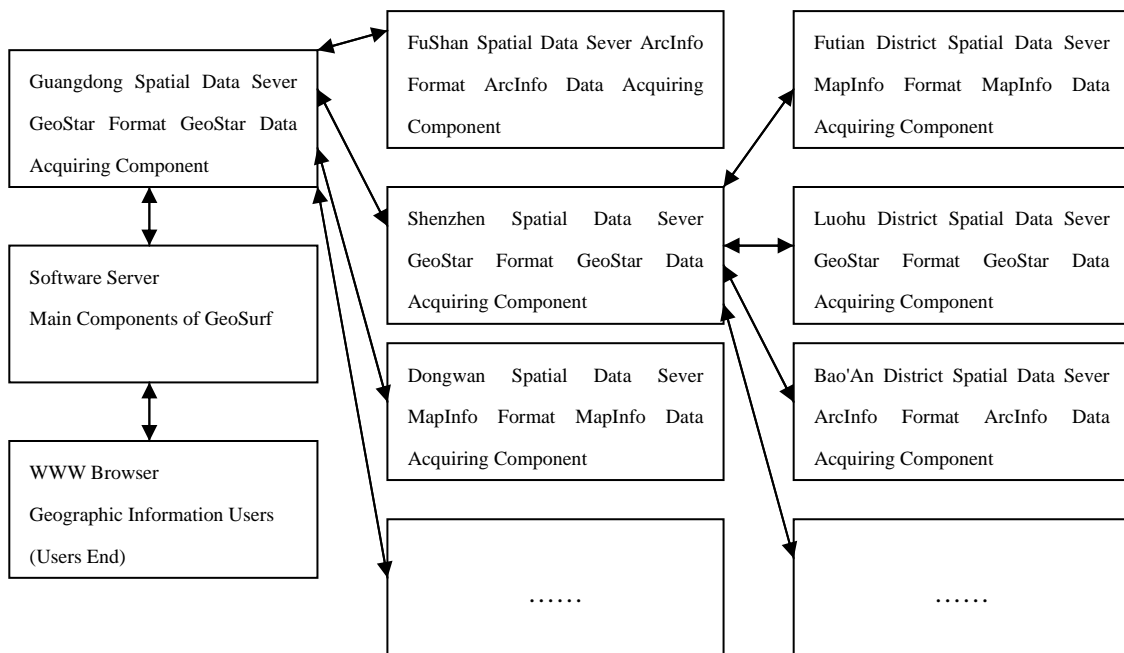 Guangdong Spatial Data Sever
GeoStar Format GeoStar Data
Acquiring Component
Software Server
Main Components of GeoSurf
WWW Browser
Geographic Information Users
(Users End)
FuShan Spatial Data Sever ArcInfo
Format ArcInfo Data Acquiring
Component
Shenzhen Spatial Data Sever
GeoStar Format GeoStar Data
Acquiring Component
Dongwan Spatial Data Sever
MapInfo Format MapInfo Data
Acquiring Component
……
Futian District Spatial Data Sever
MapInfo Format MapInfo Data
Acquiring Component
Luohu District Spatial Data Sever
GeoStar Format GeoStar Data
Acquiring Component
Bao'An District Spatial Data Sever
ArcInfo Format ArcInfo Data
Acquiring Component
……